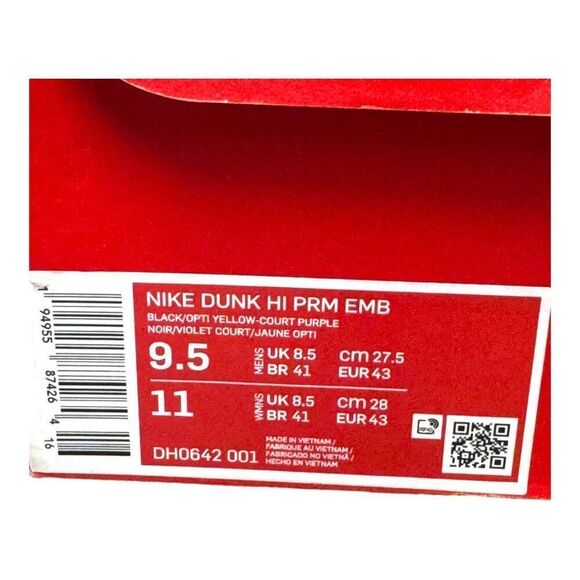 NIKE DUNK HI PRM EMB
BLACK/OPTI YELLOW-COURT PURPLE
NOIR/VIOLET COURT/JAUNE OPTI
9.5 MENS UK 8.5 CM 27.5
BR 41 EUR 43
11 WMNS UK 8.5 CM 28
BR 41 EUR 43
DH0642 001
MADE IN VIETNAM /
FABRIQUE AU VIETNAM /
FABRICADO NO VIETNÃ /
HECHO EN VIETNAM
RFID
1 94955 87426 4 16